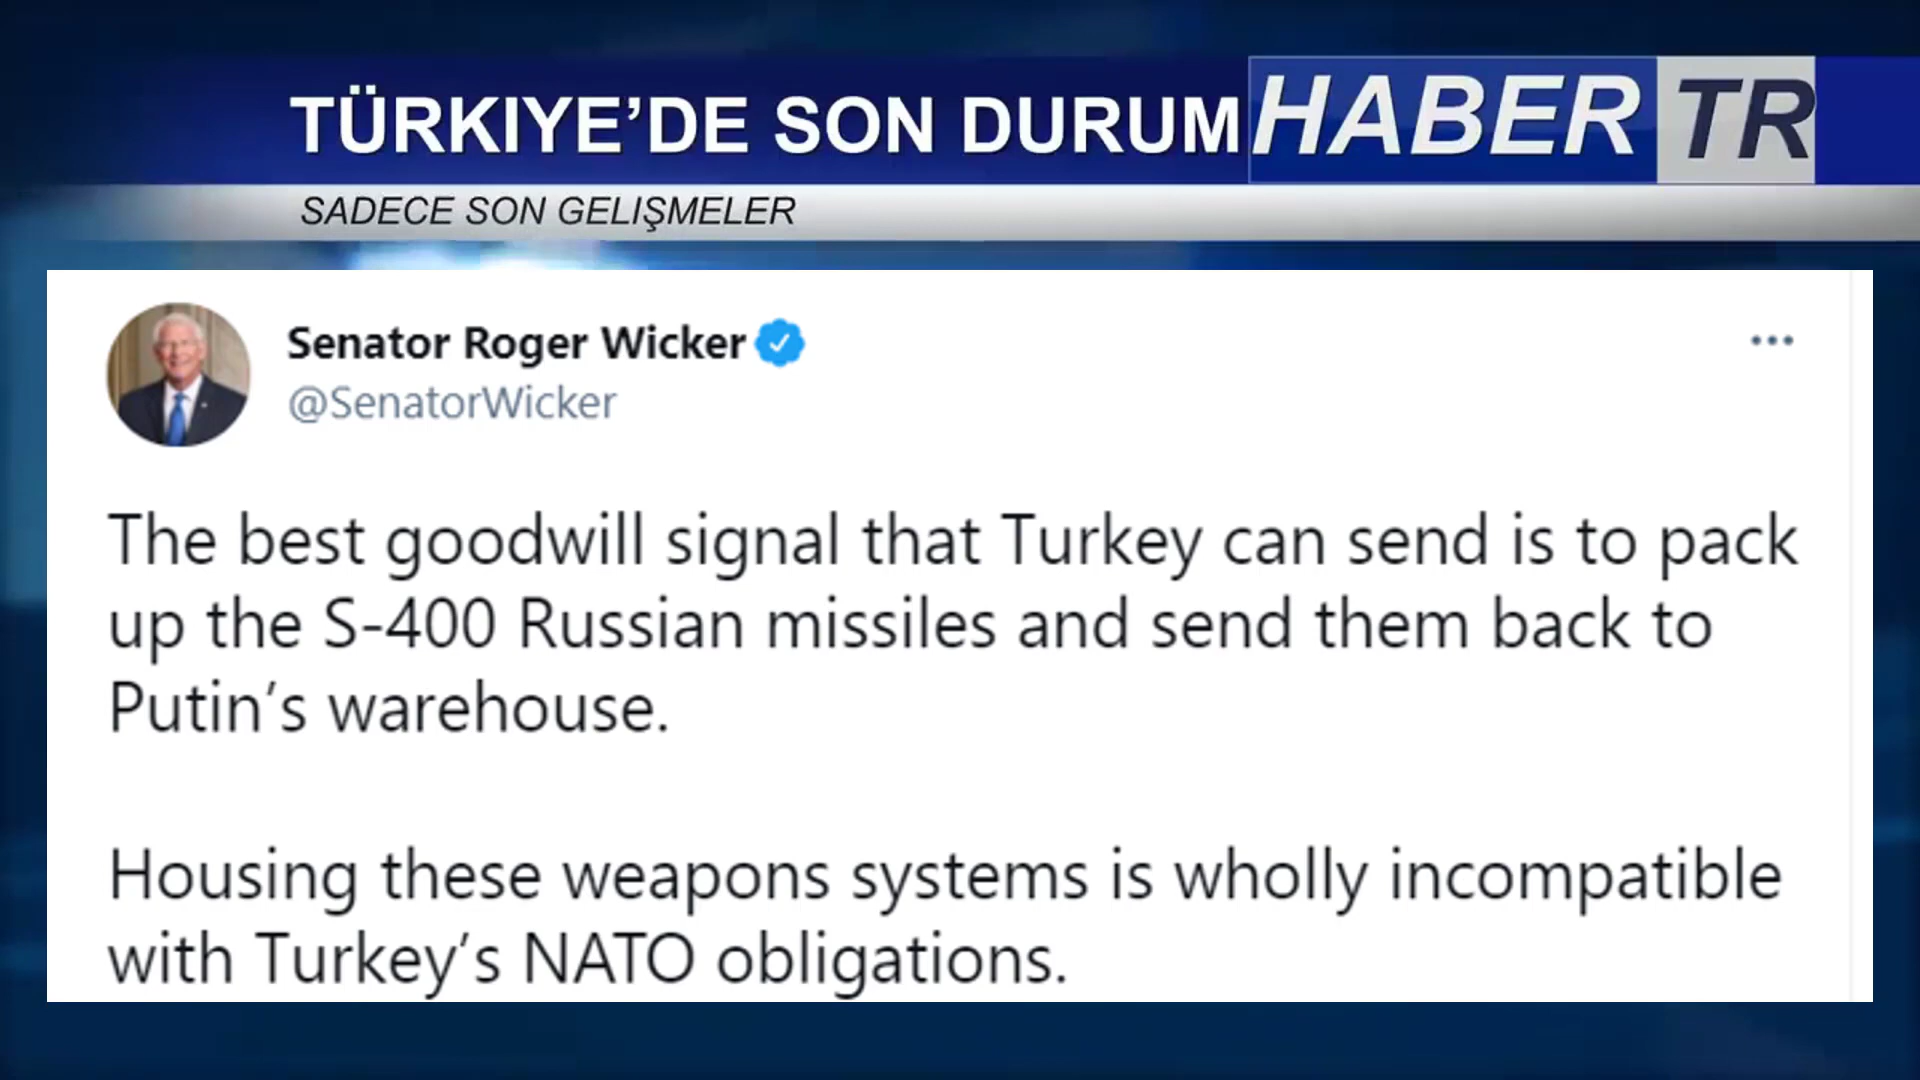 TÜRKIYE’DE SON DURUM HABER TR
SADECE SON GELIŞMELER
Senator Roger Wicker
@SenatorWicker
The best goodwill signal that Turkey can send is to pack
up the S-400 Russian missiles and send them back to
Putin’s warehouse.
Housing these weapons systems is wholly incompatible
with Turkey’s NATO obligations.